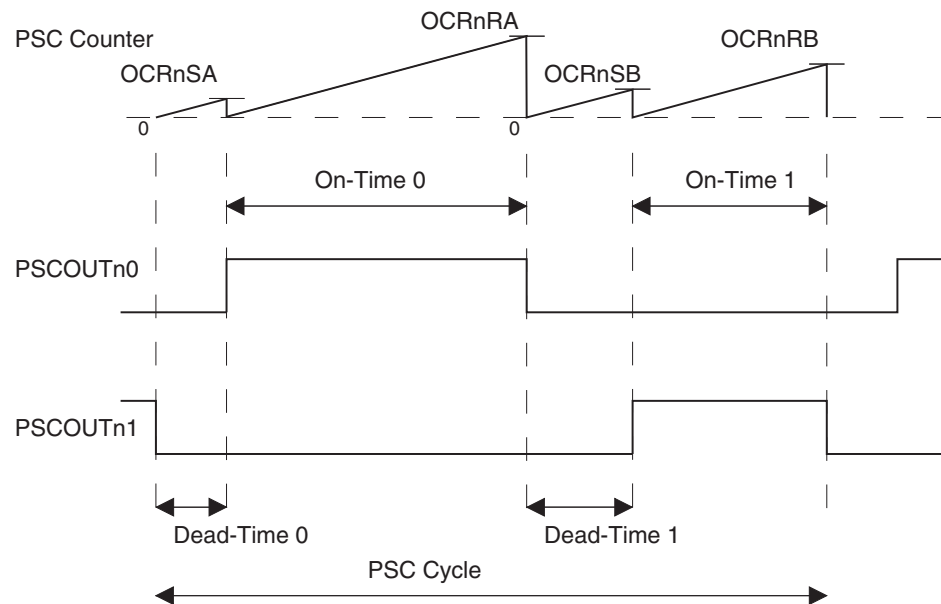 OCRnRA
PSC Counter
OCRnRB
OCRnSA
OCRnSB
0
0
On-Time 0
On-Time 1
PSCOUTn0
PSCOUTn1
Dead-Time 0
Dead-Time 1
PSC Cycle